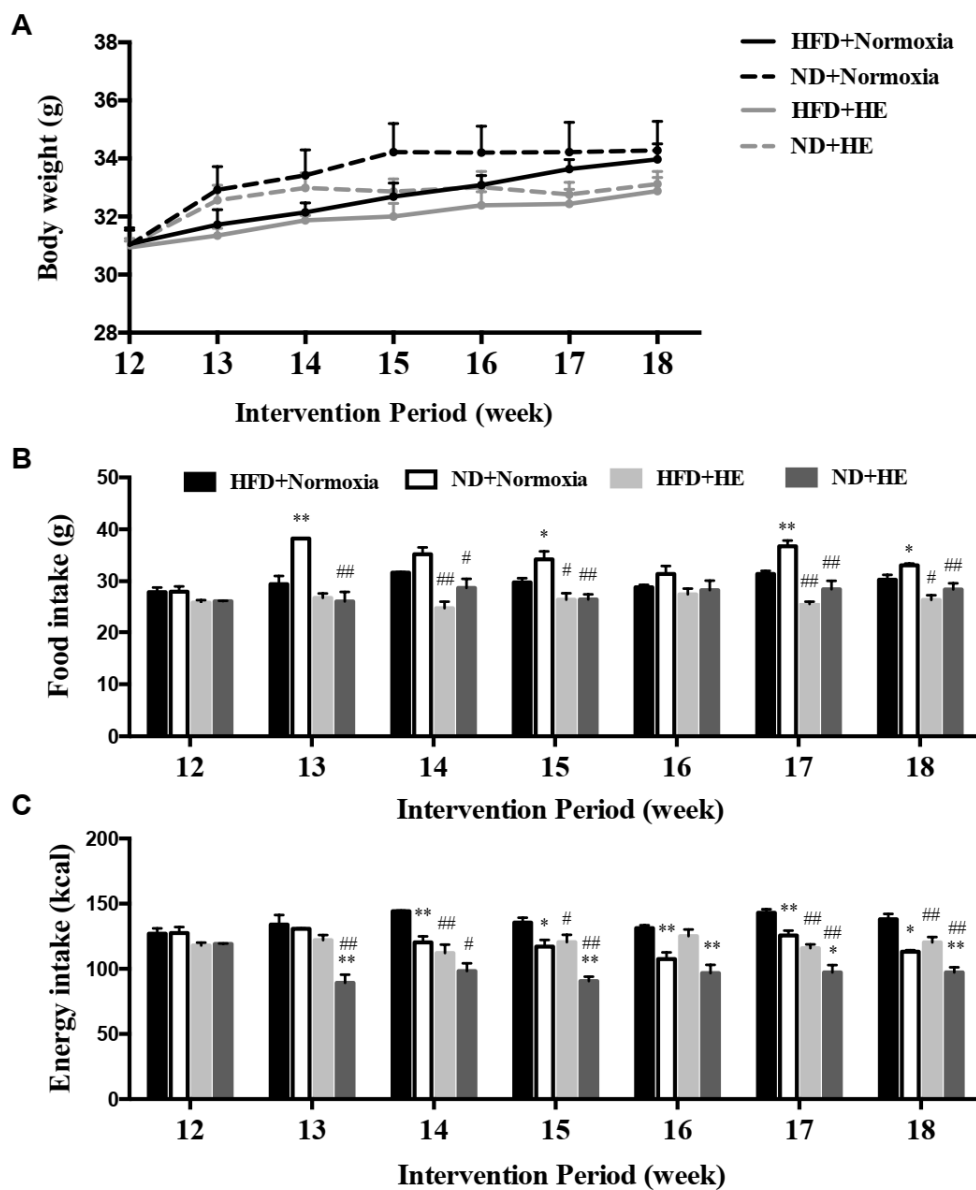 A
38
36
34
32
30
28
Body weight (g)
12 13 14 15 16 17 18
Intervention Period (week)
HFD+Normoxia
ND+Normoxia
HFD+HE
ND+HE
B
HFD+Normoxia ND+Normoxia HFD+HE ND+HE
50
40
30
20
10
0
Food intake (g)
** ##
## #
* # ##
** ## ##
* # ##
12 13 14 15 16 17 18
Intervention Period (week)
C
200
150
100
50
0
Energy intake (kcal)
##
**
** ## #
* # ##
**
** **
** ## ##
*
* ## ##
**
12 13 14 15 16 17 18
Intervention Period (week)